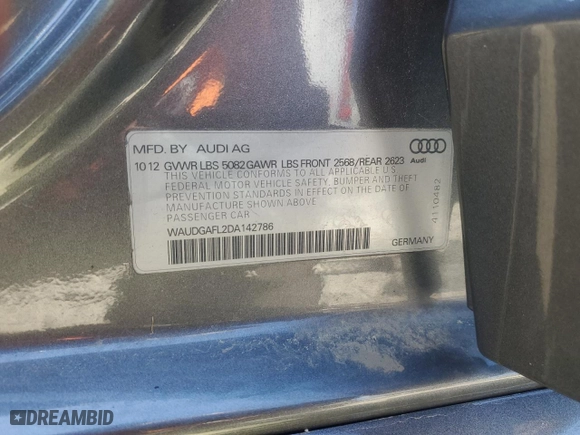 MFD. BY AUDI AG
10 12 GVWR LBS 5082 GAWR LBS FRONT 2568/REAR 2623
Audi
THIS VEHICLE CONFORMS TO ALL APPLICABLE U.S.
FEDERAL MOTOR VEHICLE SAFETY, BUMPER AND THEFT
PREVENTION STANDARDS IN EFFECT ON THE DATE OF
MANUFACTURE SHOWN ABOVE
PASSENGER CAR
4110482
WAUDGAFL2DA142786
GERMANY
DREAMBID